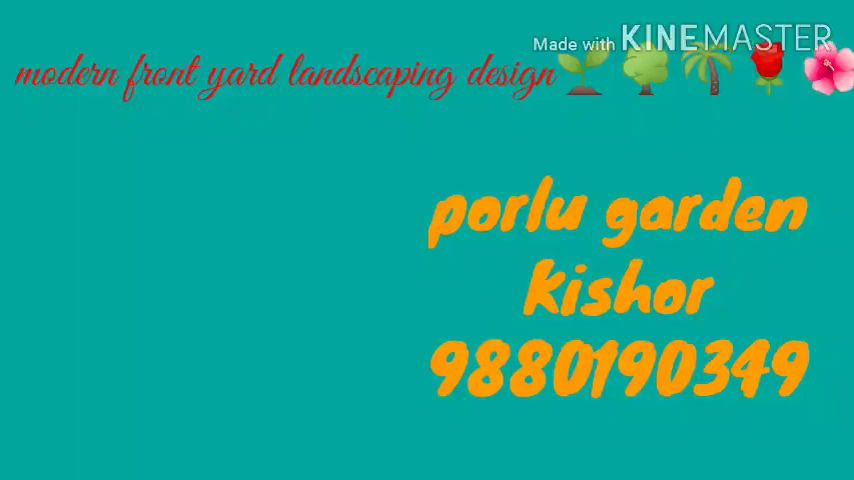 Made with KINEMASTER
modern front yard landscaping design🌱🌳🌴🌹🌺
porlu garden
kishor
9880190349